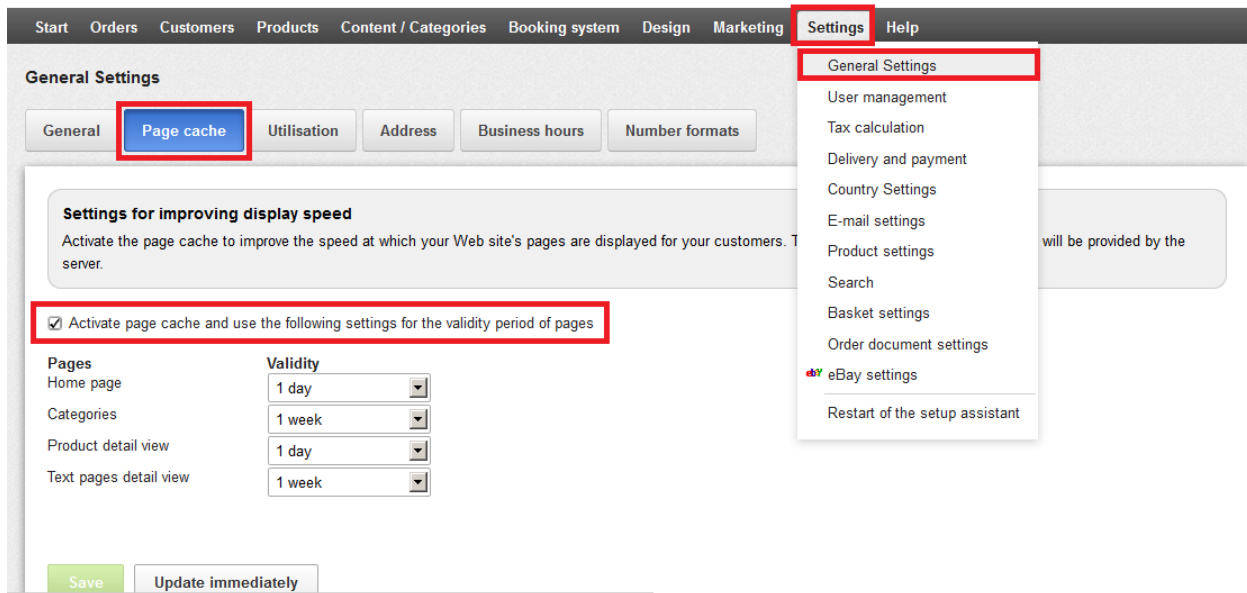 Start Orders Customers Products Content / Categories Booking system Design Marketing Settings Help
General Settings
General Page cache Utilisation Address Business hours Number formats
General Settings
User management
Tax calculation
Delivery and payment
Country Settings
E-mail settings
Product settings
Search
Basket settings
Order document settings
eBay settings
Restart of the setup assistant
Settings for improving display speed
Activate the page cache to improve the speed at which your Web site's pages are displayed for your customers. T will be provided by the
server.
Activate page cache and use the following settings for the validity period of pages
Pages Validity
Home page 1 day
Categories 1 week
Product detail view 1 day
Text pages detail view 1 week
Save Update immediately